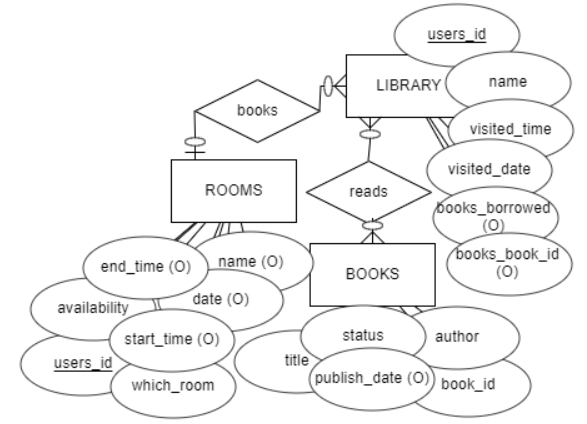 users_id
LIBRARY
name
books
visited_time
visited_date
ROOMS
reads
books_borrowed
(O)
books_book_id
(O)
end_time (O)
name (O)
BOOKS
availability
date (O)
start_time (O)
status
author
users_id
title
which_room
publish_date (O)
book_id